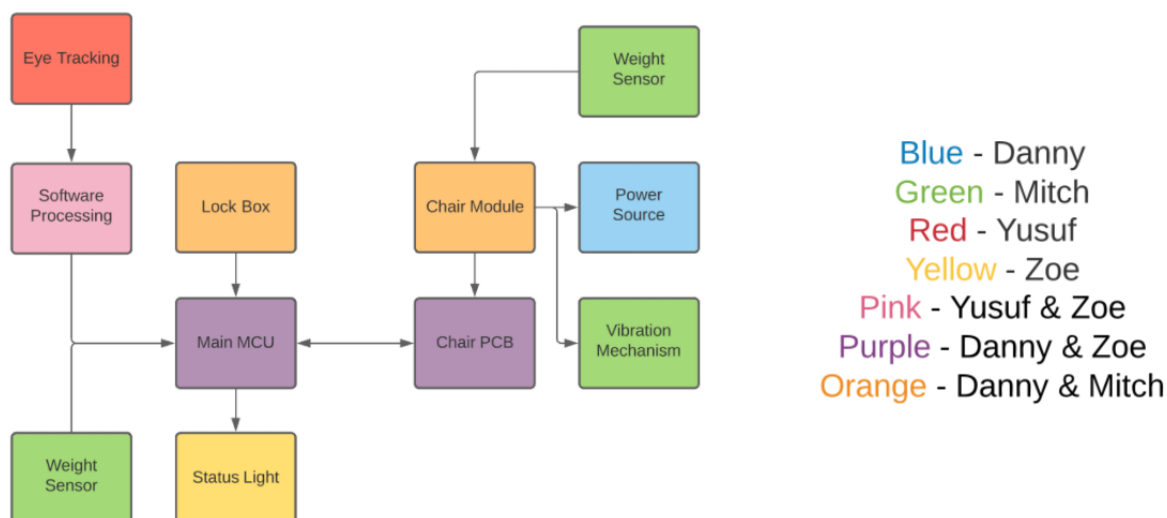 Eye Tracking
Weight
Sensor
Software
Processing
Lock Box
Chair Module
Power
Source
Main MCU
Chair PCB
Vibration
Mechanism
Weight
Sensor
Status Light
Blue - Danny
Green - Mitch
Red - Yusuf
Yellow - Zoe
Pink - Yusuf & Zoe
Purple - Danny & Zoe
Orange - Danny & Mitch